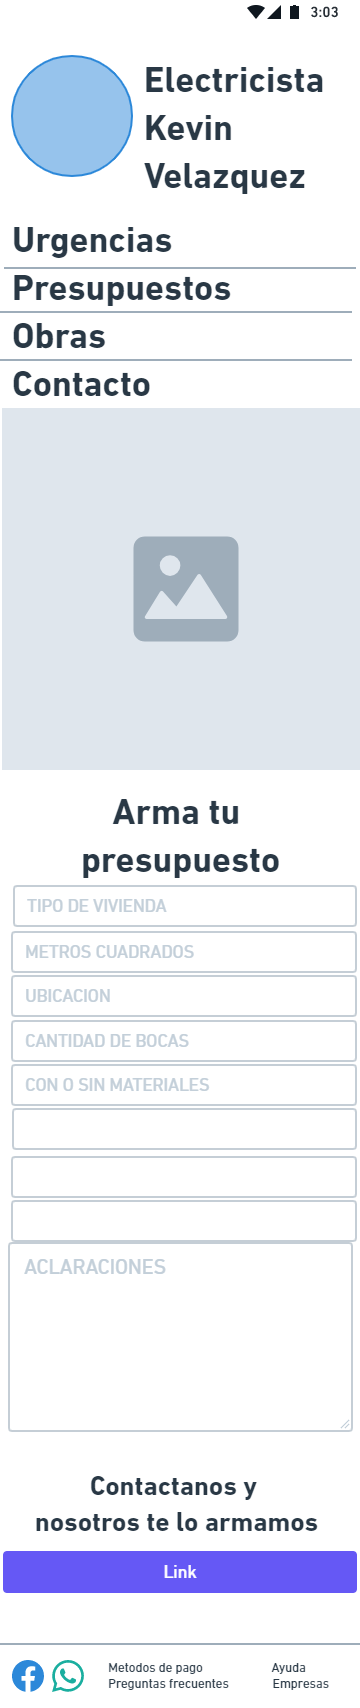 3:03
Electricista
Kevin
Velazquez
Urgencias
Presupuestos
Obras
Contacto
Arma tu
presupuesto
TIPO DE VIVIENDA
METROS CUADRADOS
UBICACION
CANTIDAD DE BOCAS
CON O SIN MATERIALES
ACLARACIONES
Contactanos y
nosotros te lo armamos
Link
Metodos de pago
Ayuda
Preguntas frecuentes
Empresas